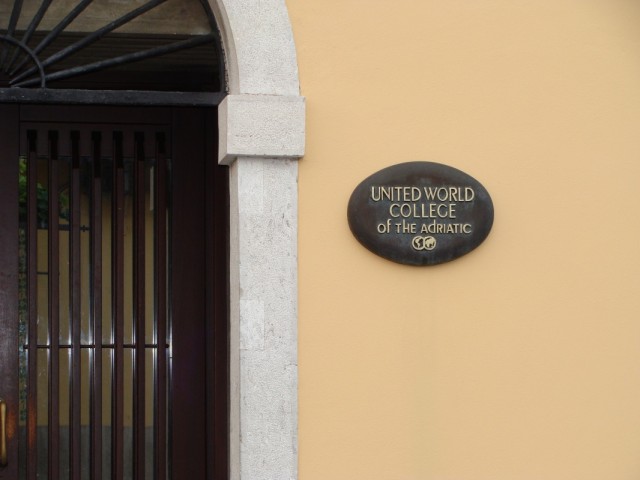 UNITED WORLD
COLLEGE
of THE AdRIATIC